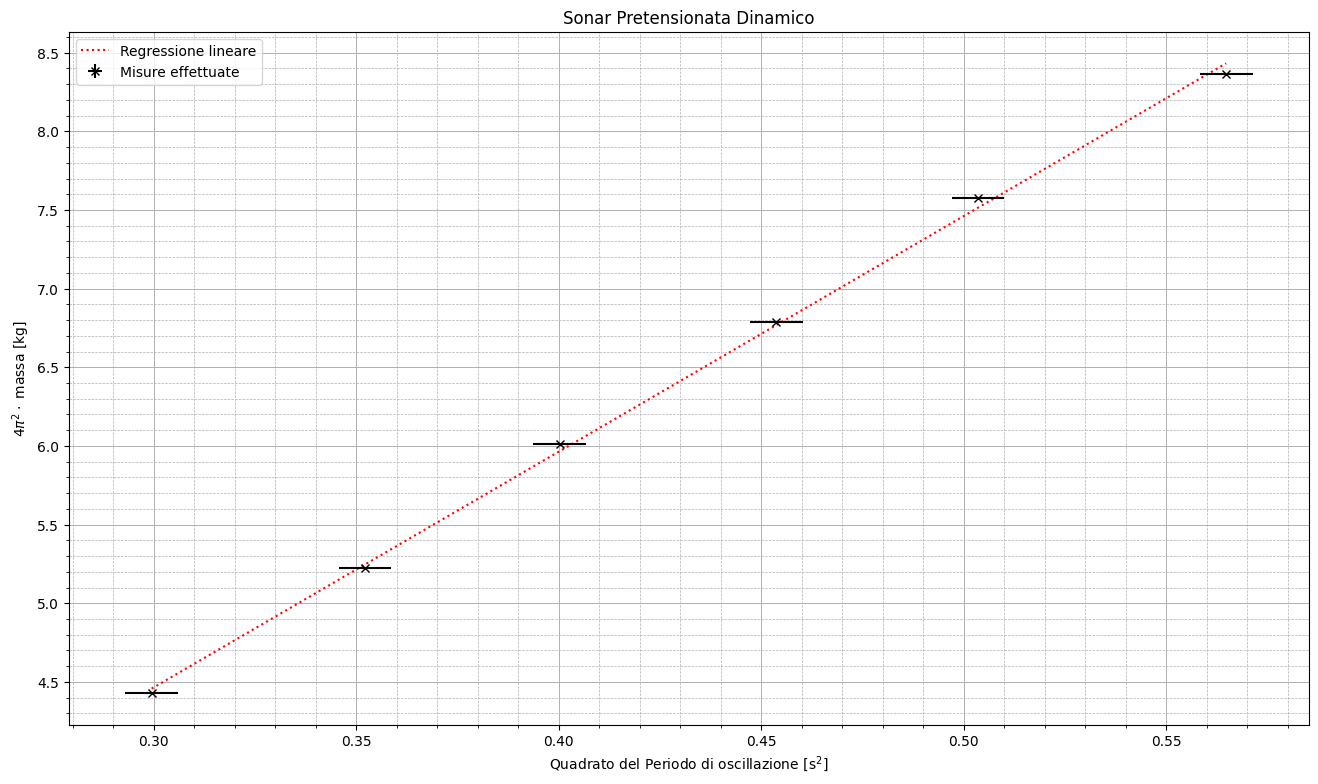 Sonar Pretensionata Dinamico
Regressione lineare
Misure effettuate
8.5
8.0
7.5
7.0
6.5
6.0
5.5
5.0
4.5
4π² · massa [kg]
0.30 0.35 0.40 0.45 0.50 0.55
Quadrato del Periodo di oscillazione [s²]